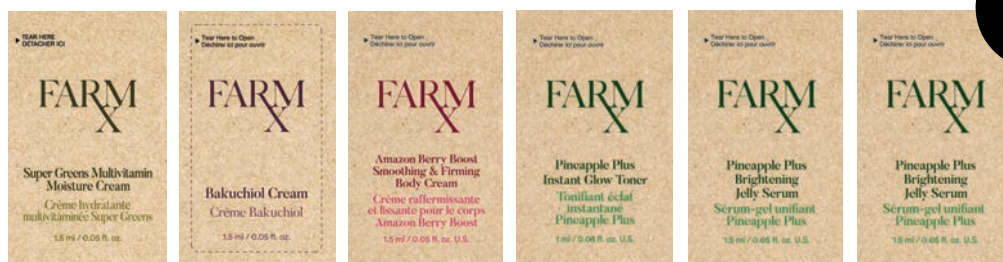 TEAR HERE
DETACHER ICI
FARM
X
Super Greens Multivitamin
Moisture Cream
Crème hydratante
multivitaminée Super Greens
1.5 ml / 0.05 fl. oz.
Tear Here to Open
Déchirer ici pour ouvrir
FARM
X
Bakuchiol Cream
Crème Bakuchiol
1.5 ml / 0.05 fl. oz.
Tear Here to Open
Déchirer ici pour ouvrir
FARM
X
Amazon Berry Boost
Smoothing & Firming
Body Cream
Crème raffermissante
et lissante pour le corps
Amazon Berry Boost
1.5 ml / 0.05 fl. oz. U.S.
Tear Here to Open
Déchirer ici pour ouvrir
FARM
X
Pineapple Plus
Instant Glow Toner
Tonifiant éclat
instantané
Pineapple Plus
fl. oz. U.S.
Tear Here to Open
Déchirer ici pour ouvrir
FARM
X
Pineapple Plus
Brightening
Jelly Serum
Sérum-gel unifiant
Pineapple Plus
1.5 ml / 0.05 fl. oz. U.S.
Tear Here to Open
Déchirer ici pour ouvrir
FARM
X
Pineapple Plus
Brightening
Jelly Serum
Sérum-gel unifiant
Pineapple Plus
1.5 ml / 0.05 fl. oz. U.S.